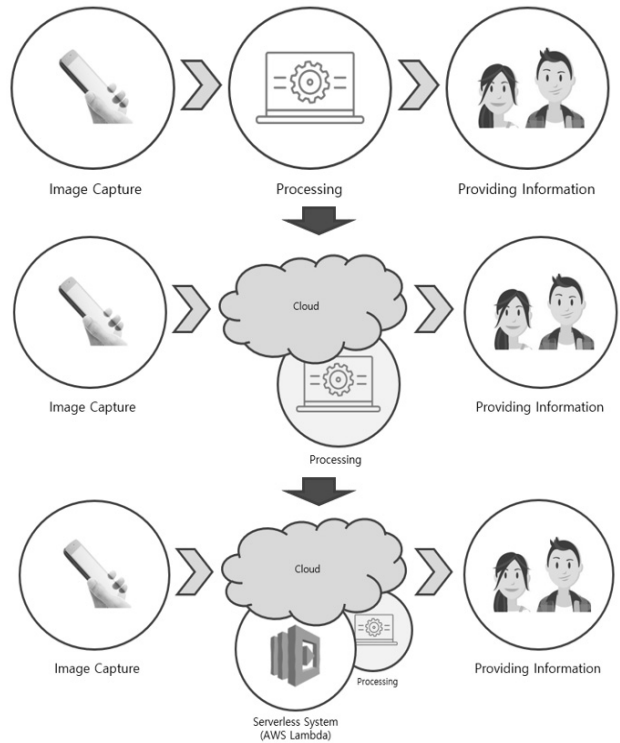 Image Capture
Processing
Providing Information
Cloud
Image Capture
Providing Information
Processing
Cloud
Image Capture
Providing Information
Processing
Serverless System
(AWS Lambda)